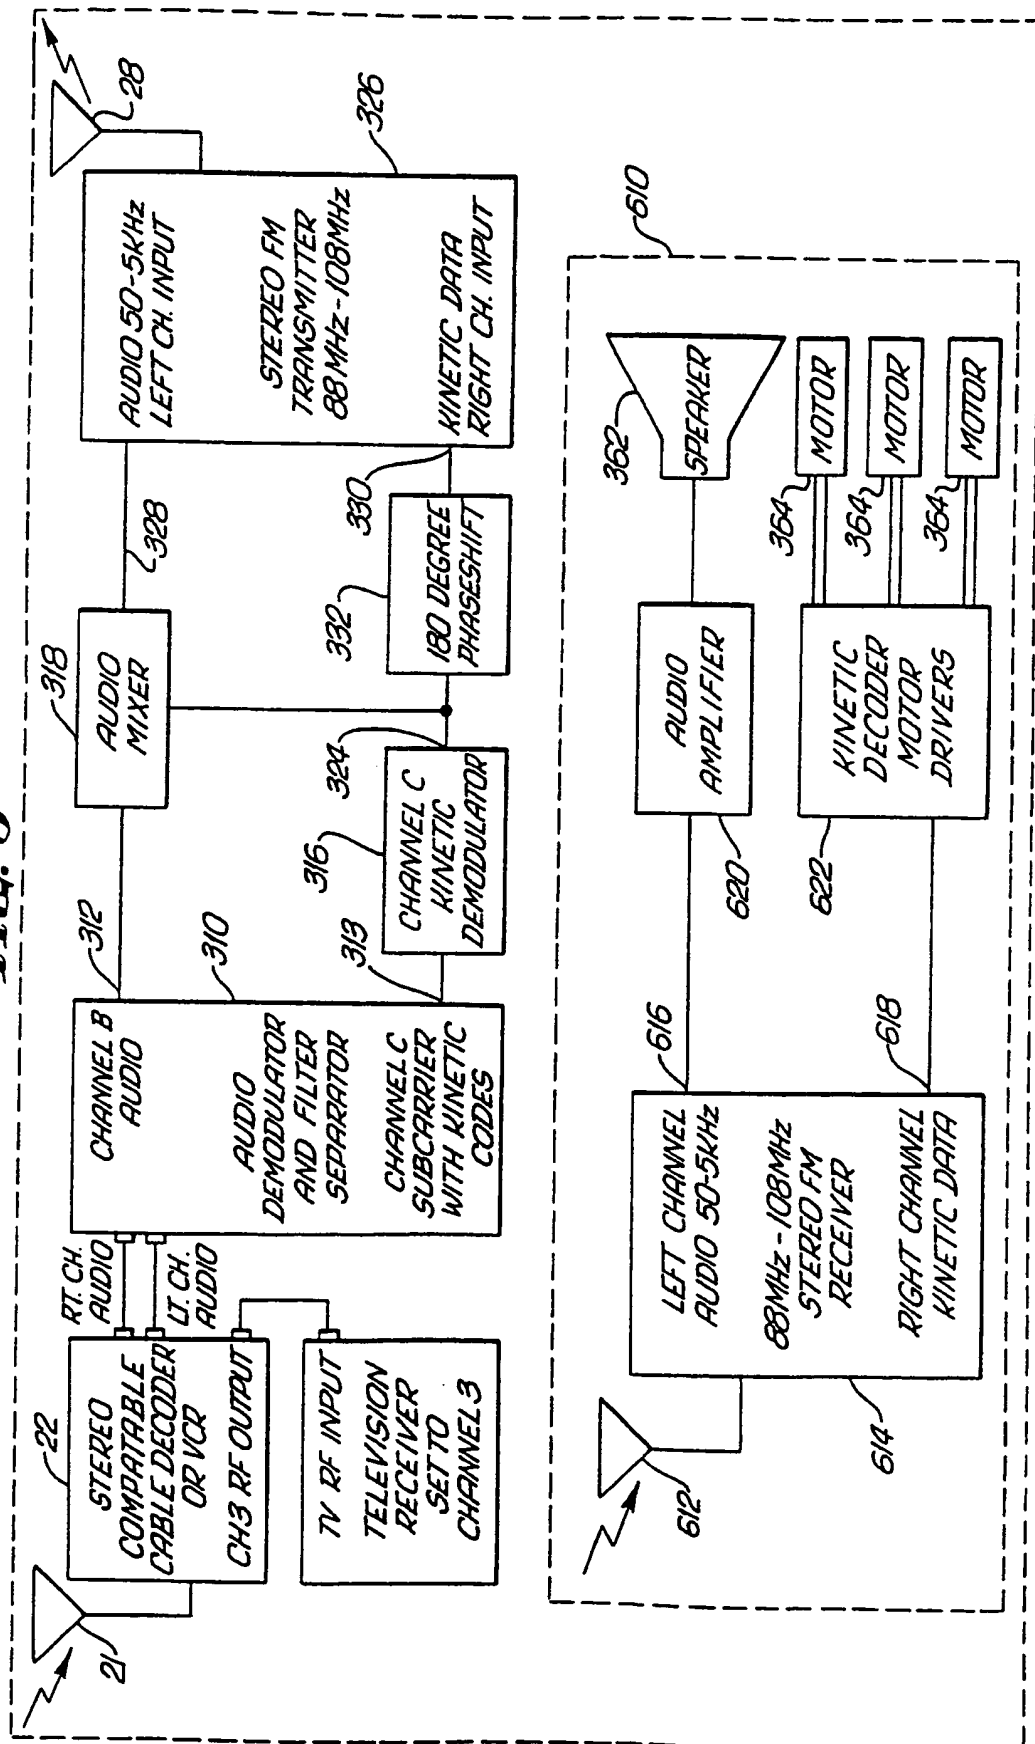 21
22
STEREO
COMPATABLE
CABLE DECODER
OR VCR
CH3 RF OUTPUT
RT. CH.
AUDIO
LT. CH.
AUDIO
TV RF INPUT
TELEVISION
RECEIVER
SET TO
CHANNEL 3
CHANNEL B
AUDIO
AUDIO
DEMODULATOR
AND FILTER
SEPARATOR
CHANNEL C
SUBCARRIER
WITH KINETIC
CODES
310
312
313
316
CHANNEL C
KINETIC
DEMODULATOR
318
AUDIO
MIXER
324
332
180 DEGREE
PHASESHIFT
328
330
AUDIO 50-5KHz
LEFT CH. INPUT
STEREO FM
TRANSMITTER
88 MHz-108MHz
KINETIC DATA
RIGHT CH. INPUT
326
28
610
612
614
LEFT CHANNEL
AUDIO 50-5KHz
88MHz-108MHz
STEREO FM
RECEIVER
RIGHT CHANNEL
KINETIC DATA
616
618
AUDIO
AMPLIFIER
620
622
KINETIC
DECODER
MOTOR
DRIVERS
362
SPEAKER
364
MOTOR
364
MOTOR
364
MOTOR